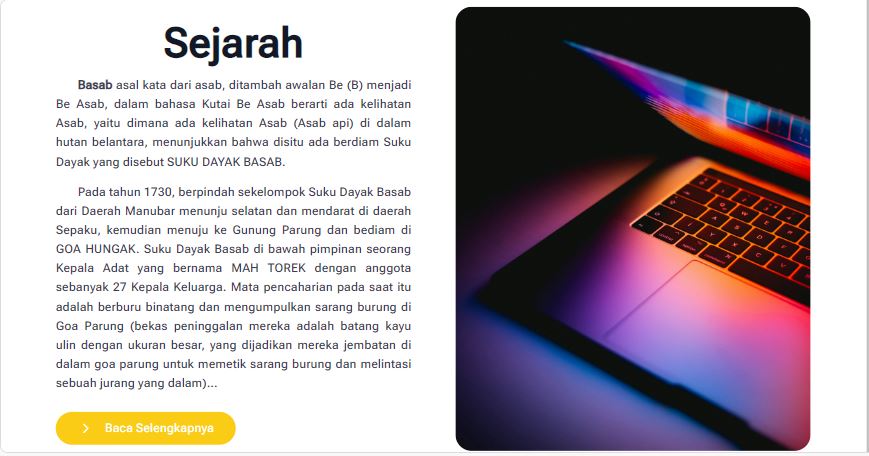 Sejarah
Basab asal kata dari asab, ditambah awalan Be (B) menjadi
Be Asab, dalam bahasa Kutai Be Asab berarti ada kelihatan
Asab, yaitu dimana ada kelihatan Asab (Asab api) di dalam
hutan belantara, menunjukkan bahwa disitu ada berdiam Suku
Dayak yang disebut SUKU DAYAK BASAB.
Pada tahun 1730, berpindah sekelompok Suku Dayak Basab
dari Daerah Manubar menunju selatan dan mendarat di daerah
Sepaku, kemudian menuju ke Gunung Parung dan bediam di
GOA HUNGAK. Suku Dayak Basab di bawah pimpinan seorang
Kepala Adat yang bernama MAH TOREK dengan anggota
sebanyak 27 Kepala Keluarga. Mata pencaharian pada saat itu
adalah berburu binatang dan mengumpulkan sarang burung di
Goa Parung (bekas peninggalan mereka adalah batang kayu
ulin dengan ukuran besar, yang dijadikan mereka jembatan di
dalam goa parung untuk memetik sarang burung dan melintasi
sebuah jurang yang dalam)...
Baca Selengkapnya